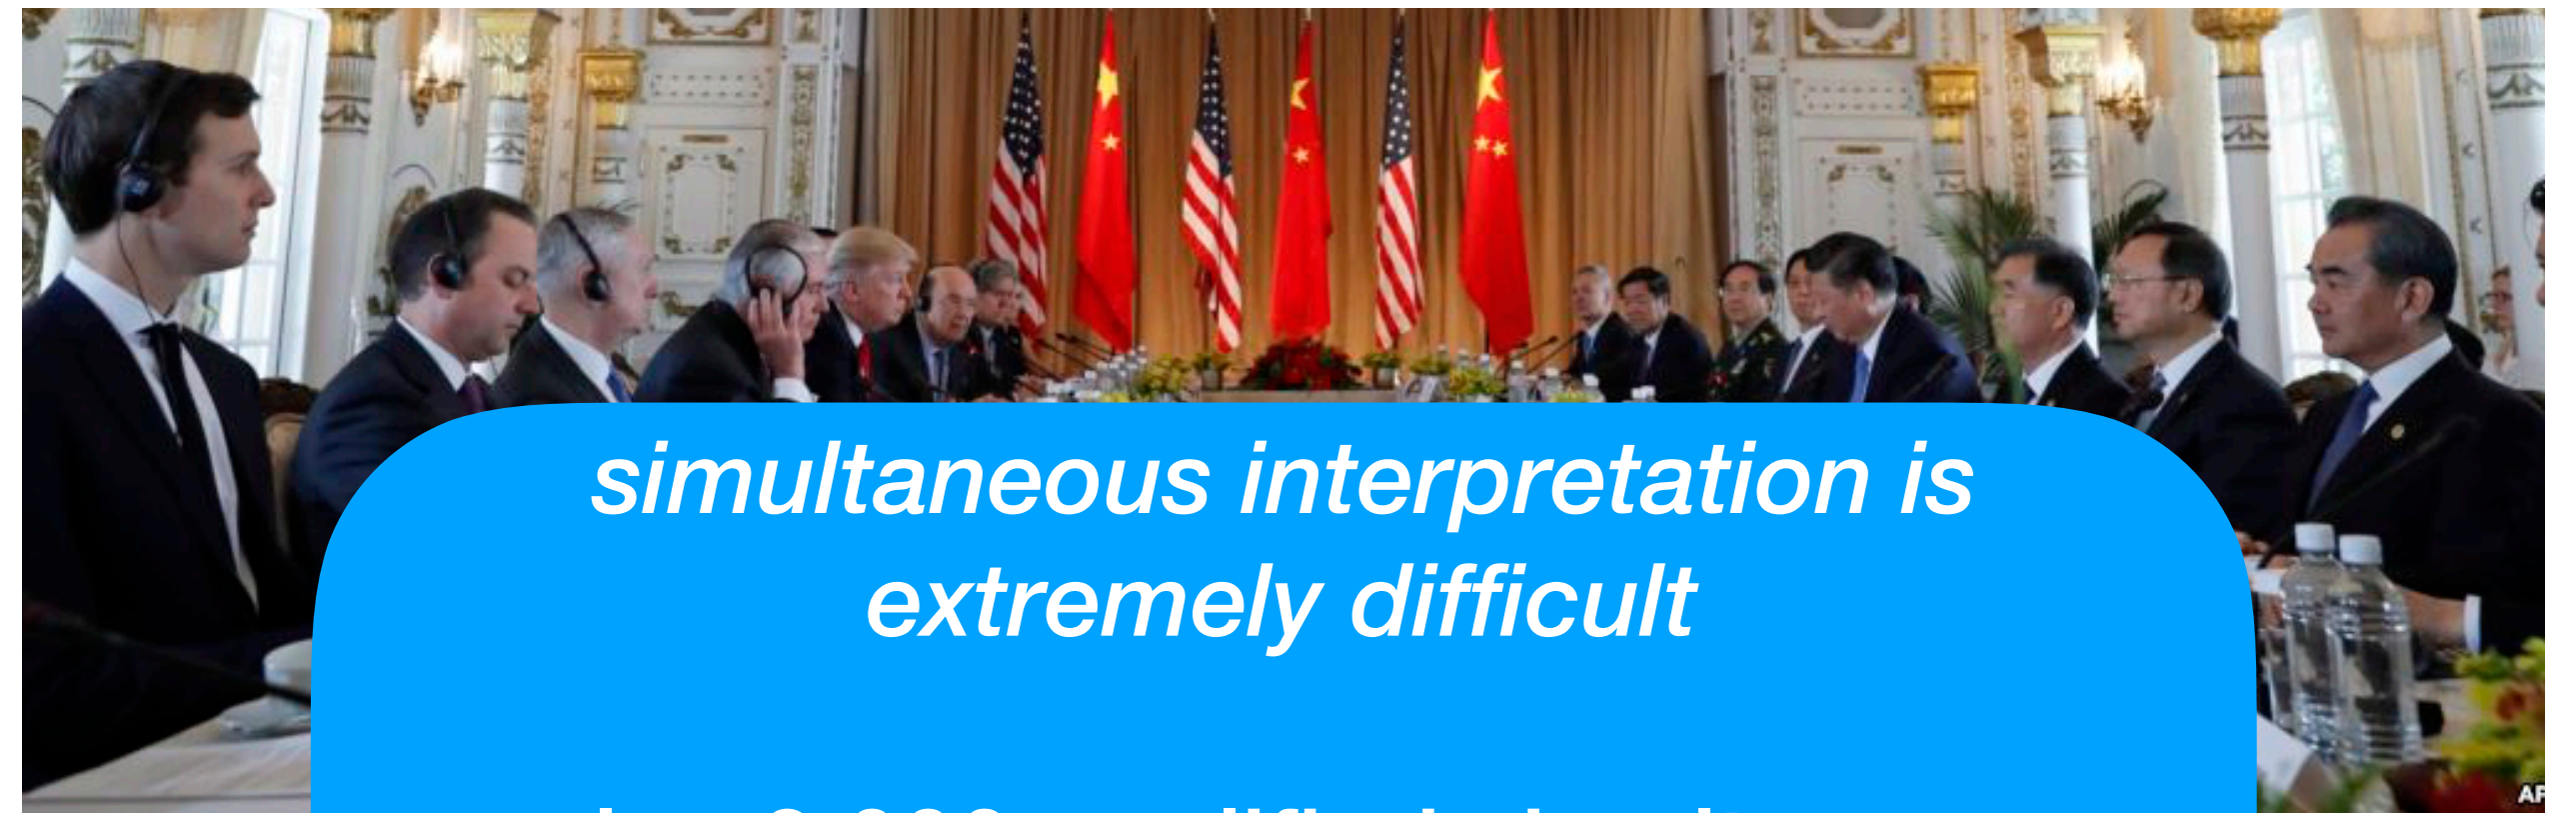 simultaneous interpretation is
extremely difficult